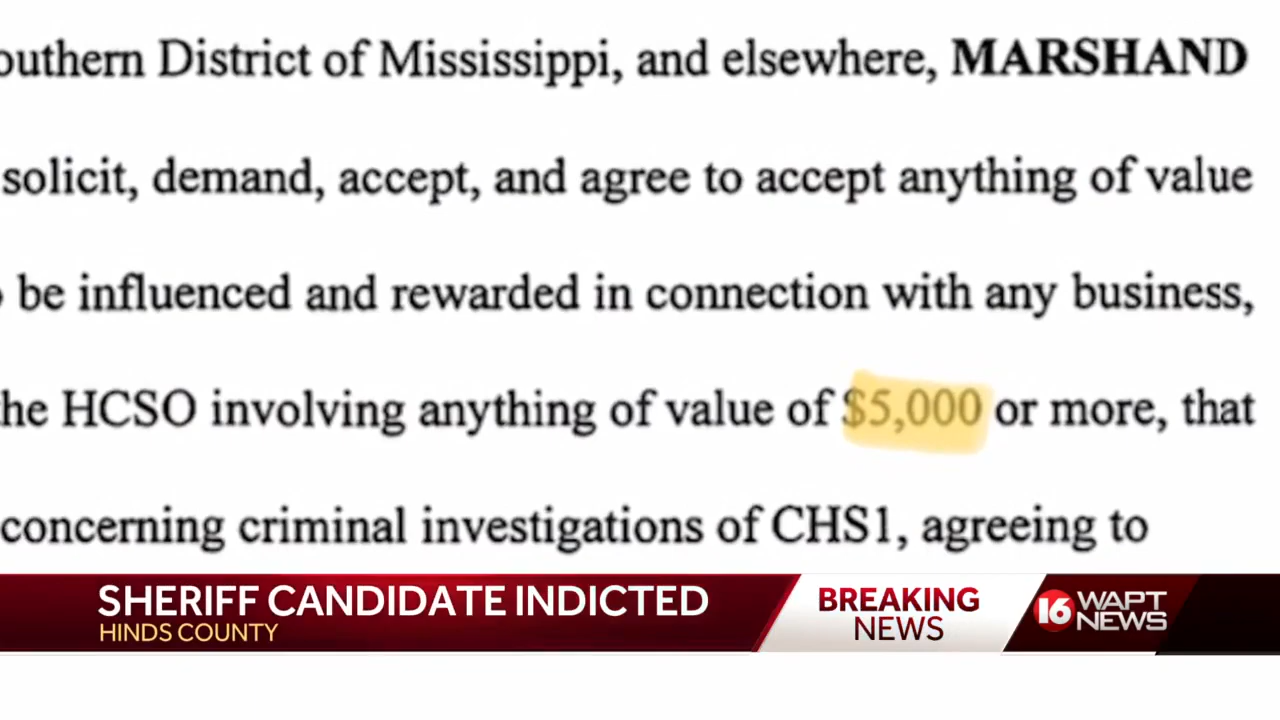 outhern District of Mississippi, and elsewhere, MARSHAND
solicit, demand, accept, and agree to accept anything of value
be influenced and rewarded in connection with any business,
he HCSO involving anything of value of $5,000 or more, that
concerning criminal investigations of CHS1, agreeing to
SHERIFF CANDIDATE INDICTED
HINDS COUNTY
BREAKING
NEWS
16 WAPT
NEWS